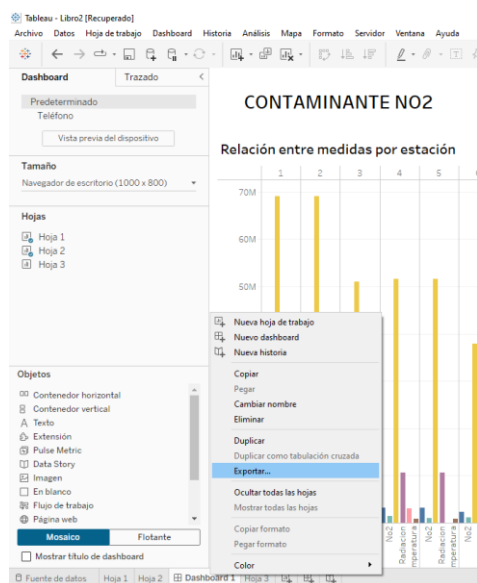 Tableau - Libro2 [Recuperado]
Archivo Datos Hoja de trabajo Dashboard Historia Análisis Mapa Formato Servidor Ventana Ayuda
Dashboard Trazado
Predeterminado
Teléfono
Vista previa del dispositivo
Tamaño
Navegador de escritorio (1000 x 800)
Hojas
Hoja 1
Hoja 2
Hoja 3
Objetos
Contenedor horizontal
Contenedor vertical
Texto
Extensión
Pulse Metric
Data Story
Imagen
En blanco
Flujo de trabajo
Página web
Mosaico Flotante
Mostrar título de dashboard
CONTAMINANTE NO2
Relación entre medidas por estación
1 2 3 4 5
70M
60M
50M
Nueva hoja de trabajo
Nuevo dashboard
Nueva historia
Copiar
Pegar
Cambiar nombre
Eliminar
Duplicar
Duplicar como tabulación cruzada
Exportar...
Ocultar todas las hojas
Mostrar todas las hojas
Copiar formato
Pegar formato
Color
No2
Radiacion
No2
Radiacion
No2
Fuente de datos Hoja 1 Hoja 2 Dashboard 1 Hoja 3